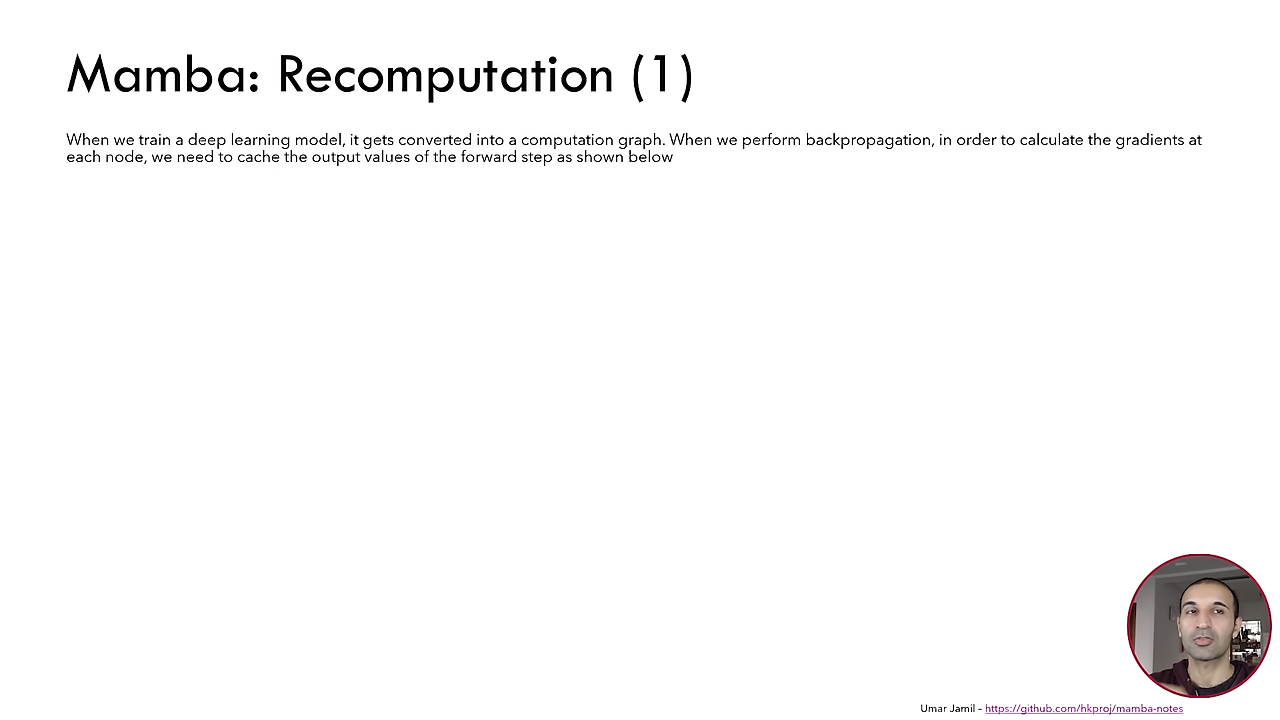 Mamba: Recomputation (1)
When we train a deep learning model, it gets converted into a computation graph. When we perform backpropagation, in order to calculate the gradients at
each node, we need to cache the output values of the forward step as shown below
Umar Jamil – https://github.com/hkproj/mamba-notes